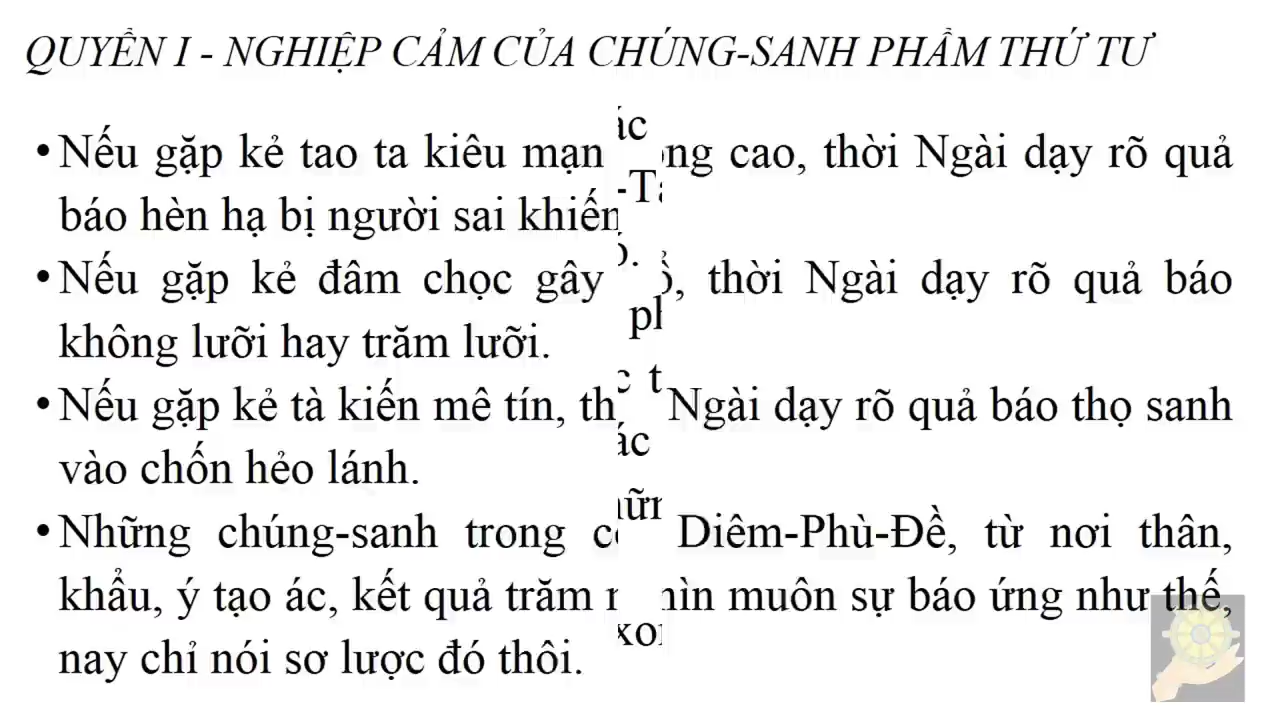 QUYỂN I - NGHIỆP CẢM CỦA CHÚNG-SANH PHẨM THỨ TƯ
•Nếu gặp kẻ tao ta kiêu mạn cao, thời Ngài dạy rõ quả
báo hèn hạ bị người sai khiến
•Nếu gặp kẻ đâm chọc gây thời Ngài dạy rõ quả báo
không lưỡi hay trăm lưỡi.
•Nếu gặp kẻ tà kiến mê tín, Ngài dạy rõ quả báo thọ sanh
vào chốn hẻo lánh.
•Những chúng-sanh trong Diêm-Phù-Đề, từ nơi thân,
khẩu, ý tạo ác, kết quả trăm muôn sự báo ứng như thế,
nay chỉ nói sơ lược đó thôi.